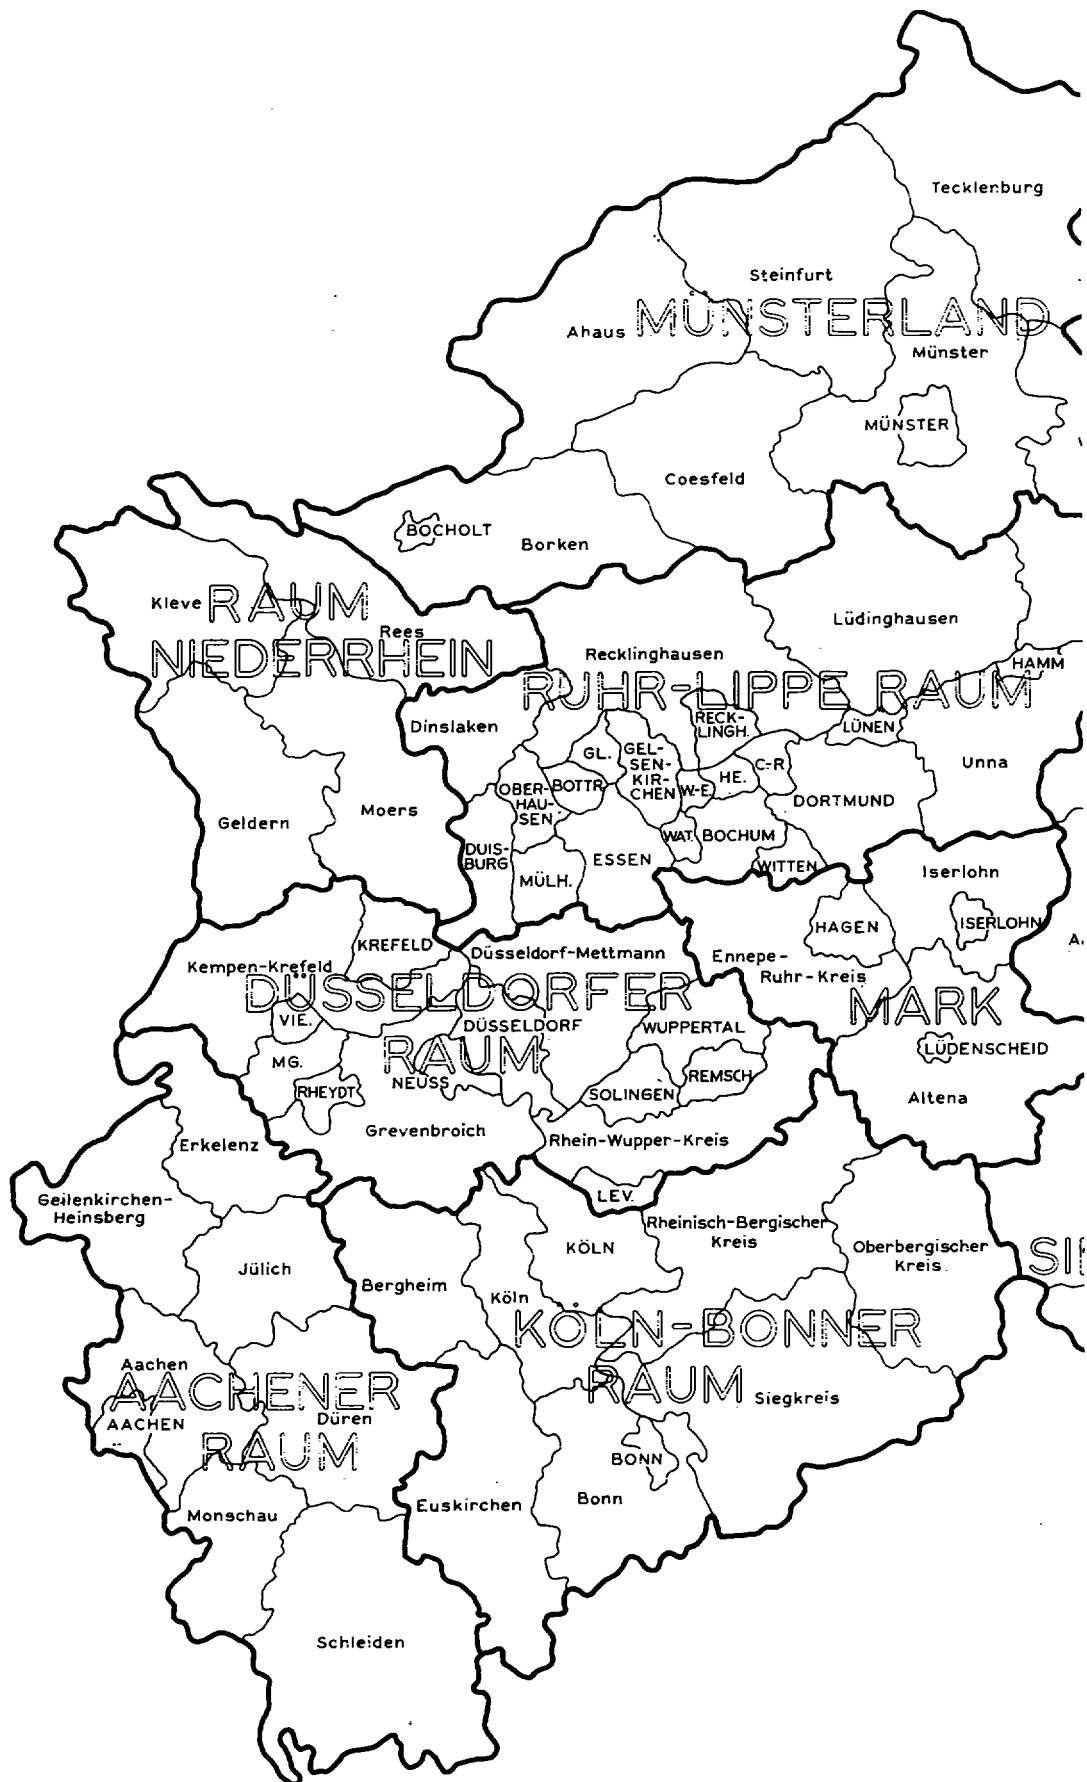 Tecklenburg
Steinfurt
MÜNSTERLAND
Ahaus
Münster
MÜNSTER
Coesfeld
BOCHOLT
Borken
Kleve
RAUM
NIEDERRHEIN
Rees
Lüdinghausen
Recklinghausen
HAMM
RUHR-LIPPE RAUM
Dinslaken
RECK-
LINGH.
LÜNEN
GL.
GEL-
SEN-
KIR-
CHEN
C.-R
HE.
W.-E.
Unna
OBER-
HAU-
SEN
BOTTR.
DORTMUND
Geldern
Moers
WAT.
BOCHUM
DUIS-
BURG
ESSEN
WITTEN
MÜLH.
Iserlohn
ISERLOHN
HAGEN
KREFELD
Düsseldorf-Mettmann
Ennepe-
Ruhr-Kreis
Kempen-Krefeld
DÜSSELDORFER
RAUM
MARK
VIE.
DÜSSELDORF
WUPPERTAL
LÜDENSCHEID
MG.
NEUSS
REMSCH.
RHEYDT
SOLINGEN
Altena
Grevenbroich
Rhein-Wupper-Kreis
Erkelenz
LEV.
Geilenkirchen-
Heinsberg
Rheinisch-Bergischer
Kreis
KÖLN
Oberbergischer
Kreis
Jülich
Bergheim
Köln
KÖLN-BONNER
RAUM
Aachen
AACHENER
RAUM
AACHEN
Düren
Siegkreis
BONN
Bonn
Euskirchen
Monschau
Schleiden